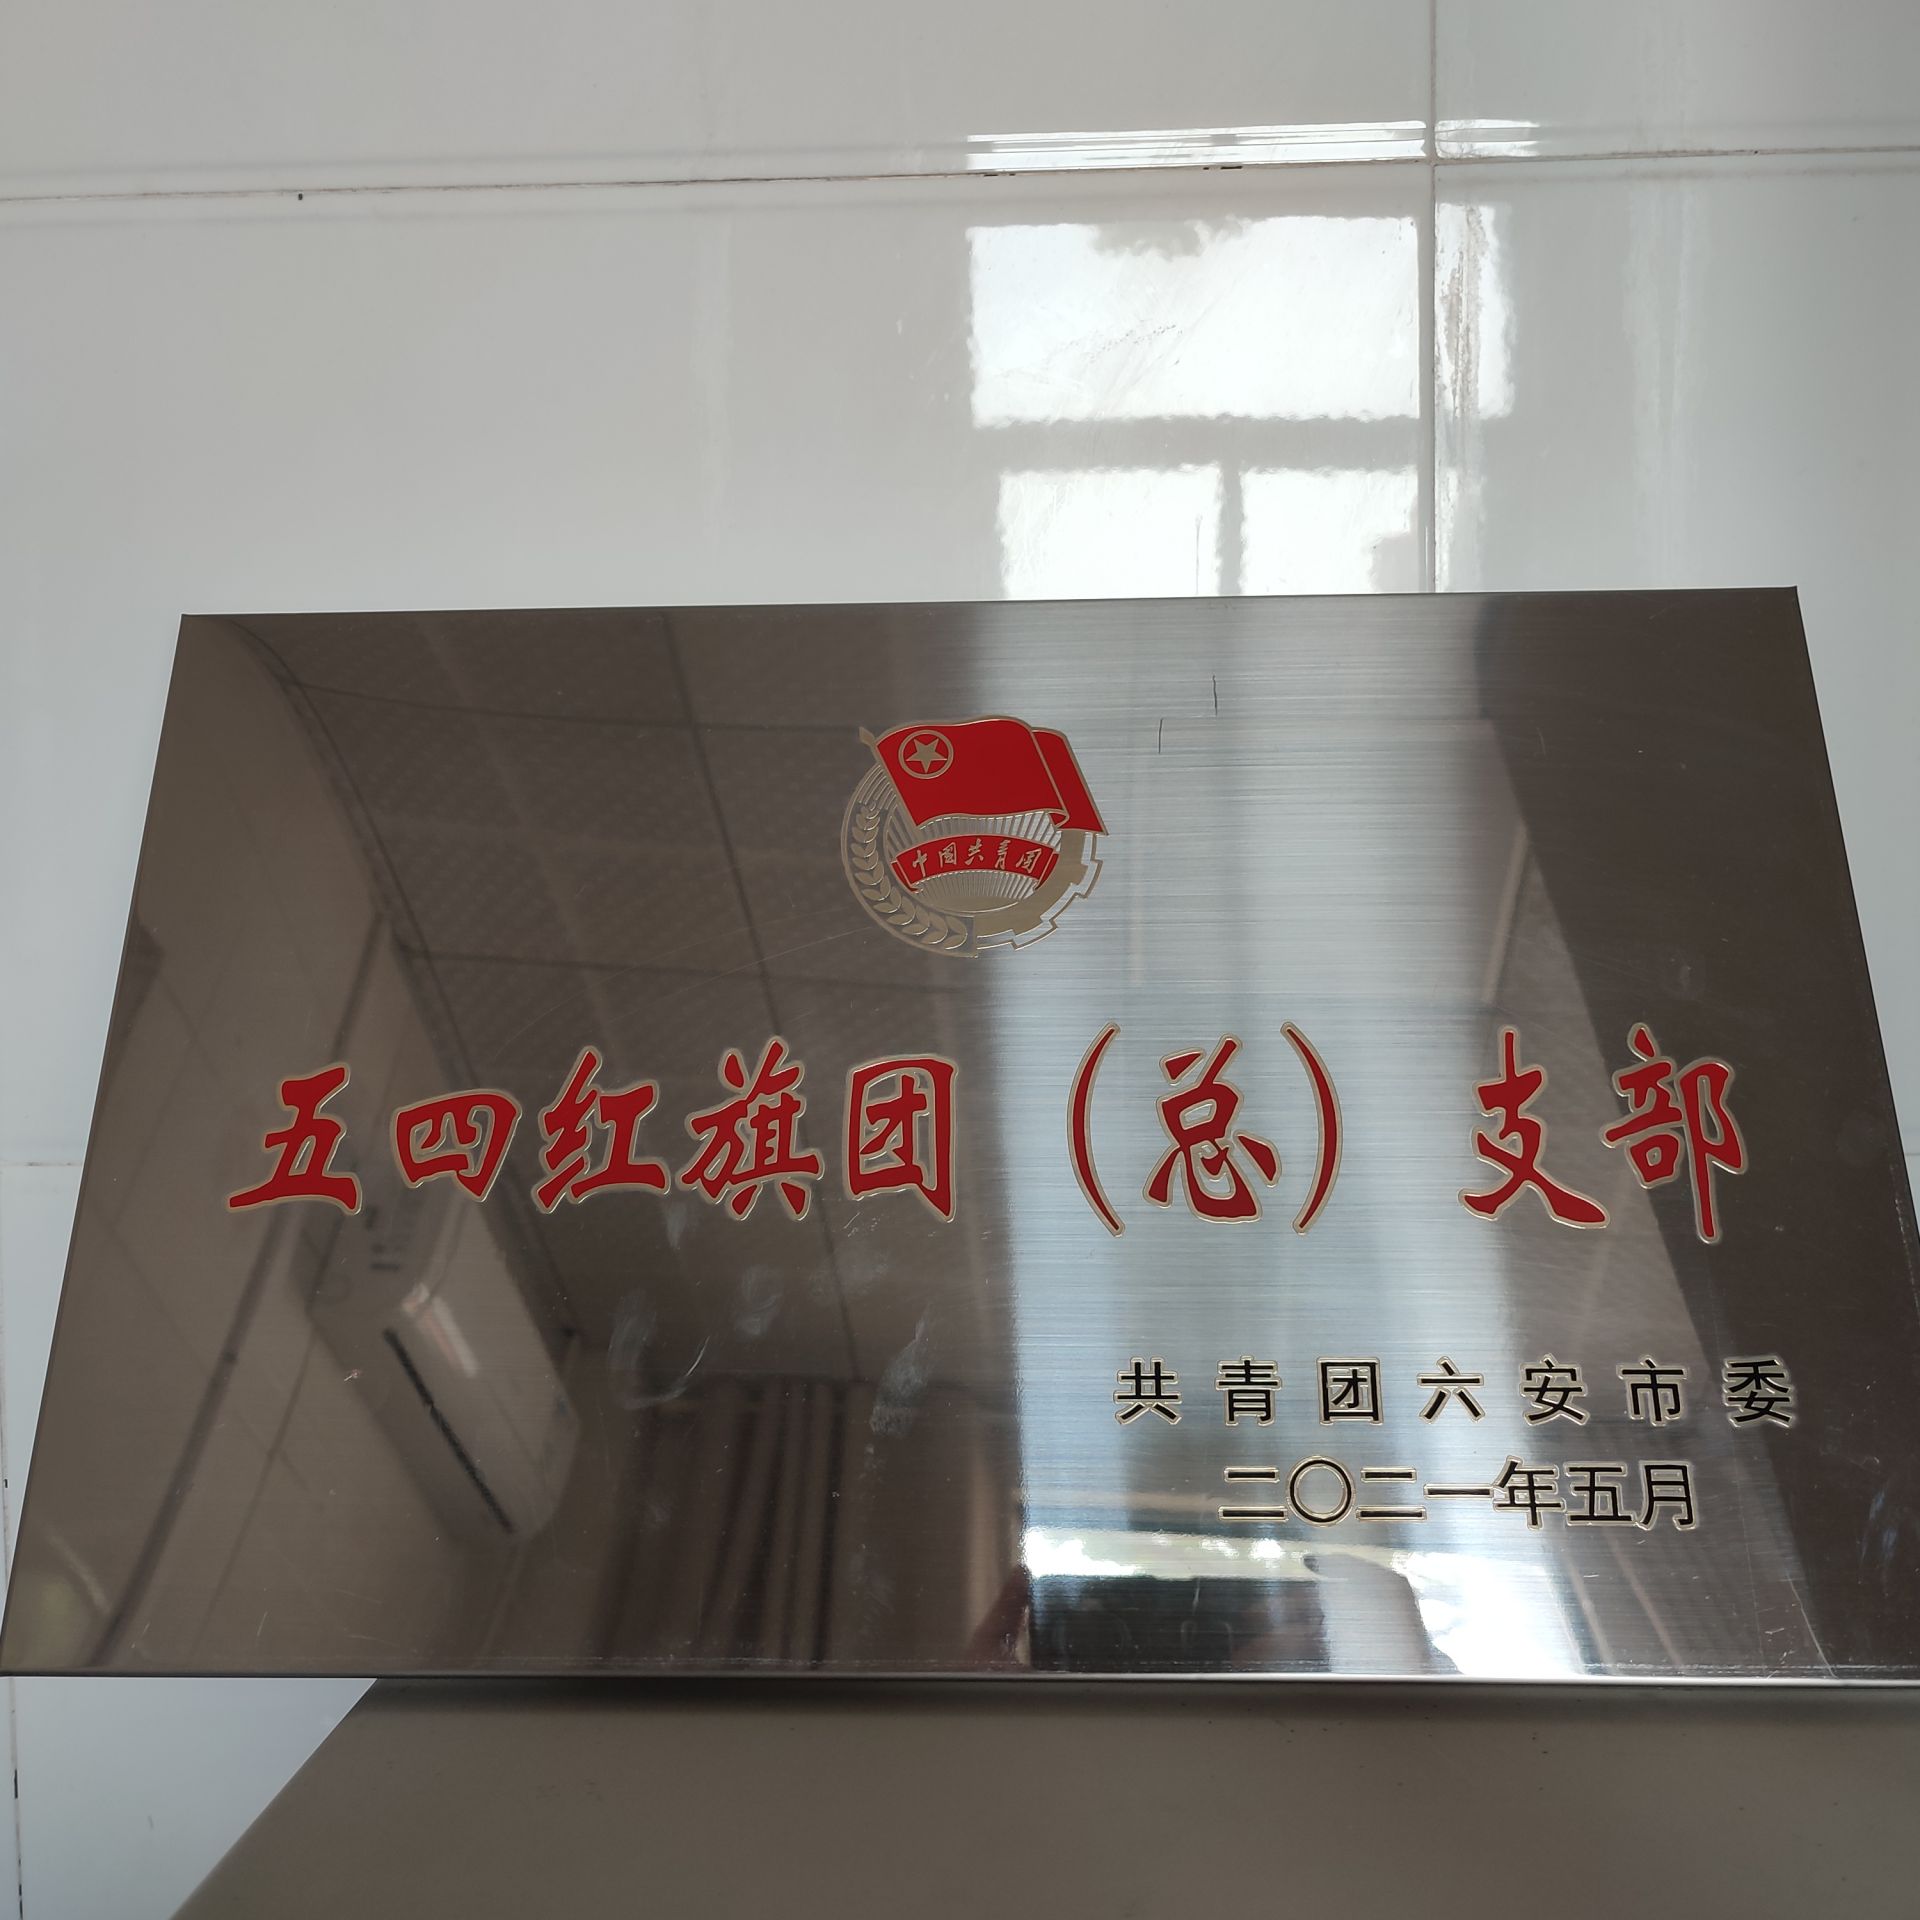 中国共青团
五四红旗团（总）支部
共青团六安市委
二〇二一年五月